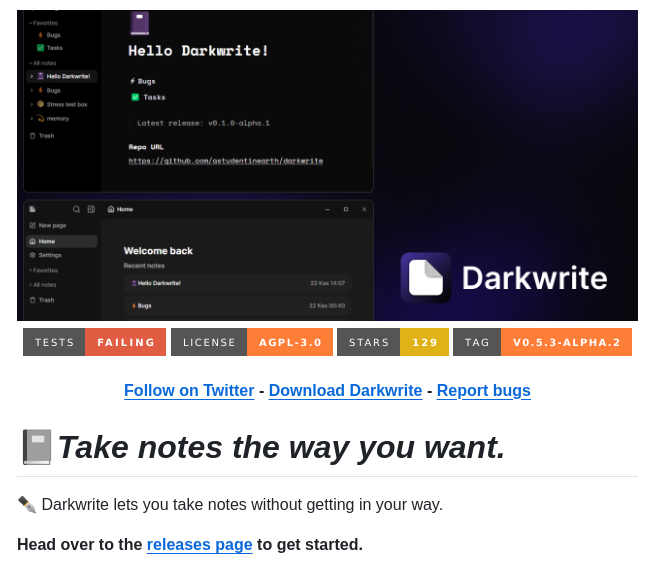 Favorites
Bugs
Tasks
All notes
Hello Darkwrite!
Bugs
Stress text box
memory
Trash
Hello Darkwrite!
Bugs
Tasks
Latest release: v0.1.0-alpha.1
Repo URL
https://github.com/astudentinearth/darkwrite
Home
New page
Home
Settings
Favorites
All notes
Trash
Welcome back
Recent notes
Hello Darkwrite! 22 Kas 14:07
Bugs 22 Kas 00:40
Darkwrite
TESTS FAILING LICENSE AGPL-3.0 STARS 129 TAG V0.5.3-ALPHA.2
Follow on Twitter - Download Darkwrite - Report bugs
Take notes the way you want.
Darkwrite lets you take notes without getting in your way.
Head over to the releases page to get started.